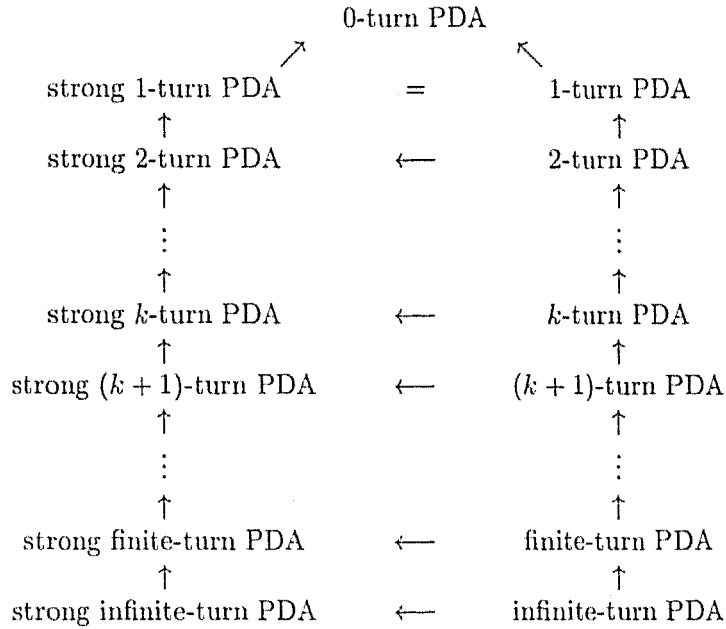 0-turn PDA
↗ ↖
strong 1-turn PDA = 1-turn PDA
↑ ↑
strong 2-turn PDA ← 2-turn PDA
↑ ↑
⋮ ⋮
↑ ↑
strong k-turn PDA ← k-turn PDA
↑ ↑
strong (k + 1)-turn PDA ← (k + 1)-turn PDA
↑ ↑
⋮ ⋮
↑ ↑
strong finite-turn PDA ← finite-turn PDA
↑ ↑
strong infinite-turn PDA ← infinite-turn PDA